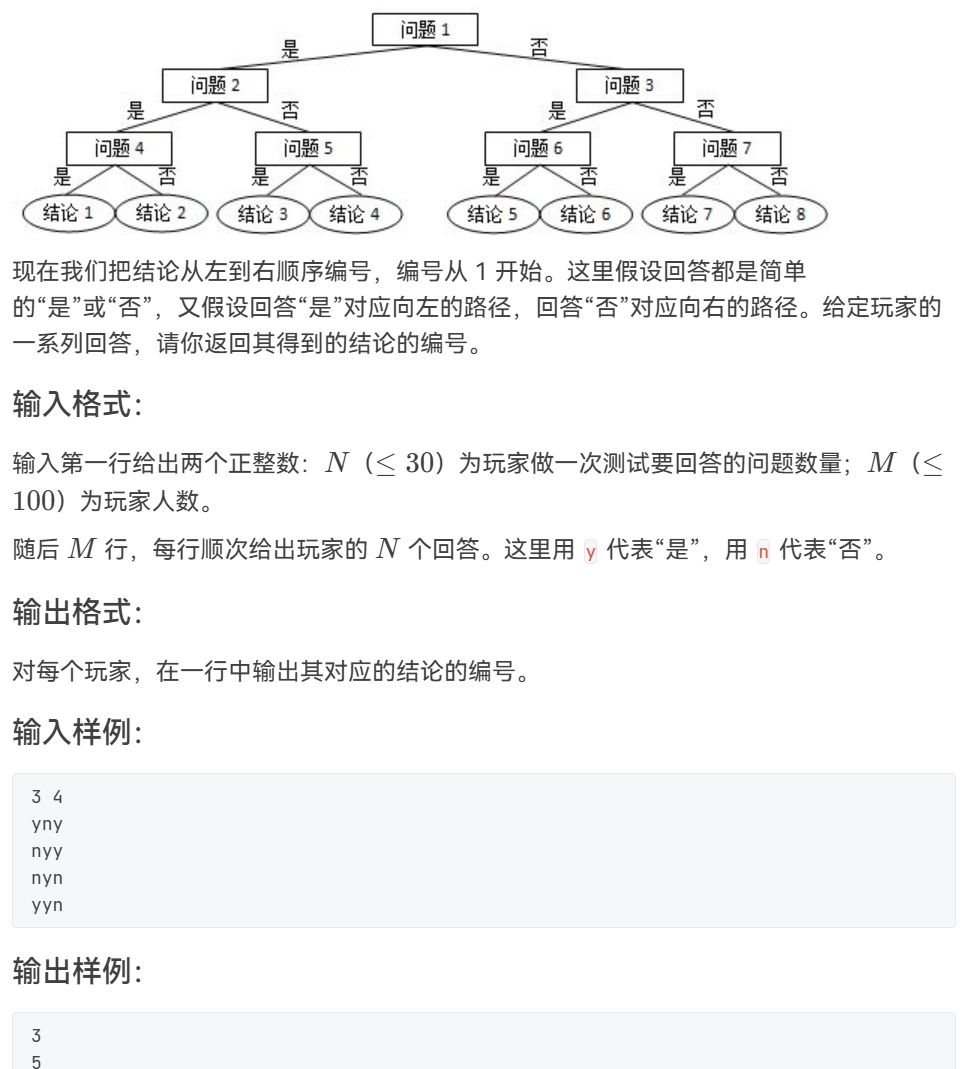 问题 1
是 否
问题 2 问题 3
是 否 是 否
问题 4 问题 5 问题 6 问题 7
是 否 是 否 是 否 是 否
结论 1 结论 2 结论 3 结论 4 结论 5 结论 6 结论 7 结论 8
现在我们把结论从左到右顺序编号，编号从 1 开始。这里假设回答都是简单
的“是”或“否”，又假设回答“是”对应向左的路径，回答“否”对应向右的路径。给定玩家的
一系列回答，请你返回其得到的结论的编号。
输入格式：
输入第一行给出两个正整数：N（≤ 30）为玩家做一次测试要回答的问题数量；M（≤
100）为玩家人数。
随后 M 行，每行顺次给出玩家的 N 个回答。这里用 y 代表“是”，用 n 代表“否”。
输出格式：
对每个玩家，在一行中输出其对应的结论的编号。
输入样例：
3 4
yny
nyy
nyn
yyn
输出样例：
3
5